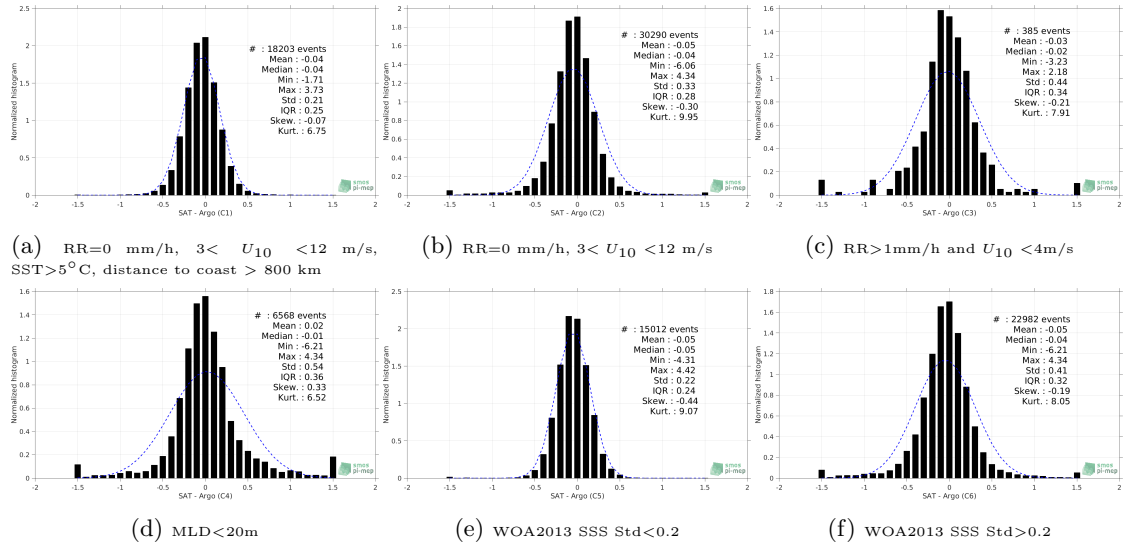 Normalized histogram
2.5
2
1.5
1
0.5
0
-2 -1.5 -1 -0.5 0 0.5 1 1.5 2
SAT - Argo (C1)
# : 18203 events
Mean : -0.04
Median : -0.04
Min : -1.71
Max : 3.73
Std : 0.21
IQR : 0.25
Skew. : -0.07
Kurt. : 6.75
smos
pi-mep
(a) RR=0 mm/h, 3< U10 <12 m/s,
SST>5°C, distance to coast > 800 km
Normalized histogram
2
1.8
1.6
1.4
1.2
1
0.8
0.6
0.4
0.2
0
-2 -1.5 -1 -0.5 0 0.5 1 1.5 2
SAT - Argo (C2)
# : 30290 events
Mean : -0.05
Median : -0.04
Min : -6.06
Max : 4.34
Std : 0.33
IQR : 0.28
Skew. : -0.30
Kurt. : 9.95
smos
pi-mep
(b) RR=0 mm/h, 3< U10 <12 m/s
Normalized histogram
1.6
1.4
1.2
1
0.8
0.6
0.4
0.2
0
-2 -1.5 -1 -0.5 0 0.5 1 1.5 2
SAT - Argo (C3)
# : 385 events
Mean : -0.03
Median : -0.02
Min : -3.23
Max : 2.18
Std : 0.44
IQR : 0.34
Skew. : -0.21
Kurt. : 7.91
smos
pi-mep
(c) RR>1mm/h and U10 <4m/s
Normalized histogram
1.6
1.4
1.2
1
0.8
0.6
0.4
0.2
0
-2 -1.5 -1 -0.5 0 0.5 1 1.5 2
SAT - Argo (C4)
# : 6568 events
Mean : 0.02
Median : -0.01
Min : -6.21
Max : 4.34
Std : 0.54
IQR : 0.36
Skew. : 0.33
Kurt. : 6.52
smos
pi-mep
(d) MLD<20m
Normalized histogram
2.5
2
1.5
1
0.5
0
-2 -1.5 -1 -0.5 0 0.5 1 1.5 2
SAT - Argo (C5)
# : 15012 events
Mean : -0.05
Median : -0.05
Min : -4.31
Max : 4.42
Std : 0.22
IQR : 0.24
Skew. : -0.44
Kurt. : 9.07
smos
pi-mep
(e) WOA2013 SSS Std<0.2
Normalized histogram
1.8
1.6
1.4
1.2
1
0.8
0.6
0.4
0.2
0
-2 -1.5 -1 -0.5 0 0.5 1 1.5 2
SAT - Argo (C6)
# : 22982 events
Mean : -0.05
Median : -0.04
Min : -6.21
Max : 4.34
Std : 0.41
IQR : 0.32
Skew. : -0.19
Kurt. : 8.05
smos
pi-mep
(f) WOA2013 SSS Std>0.2